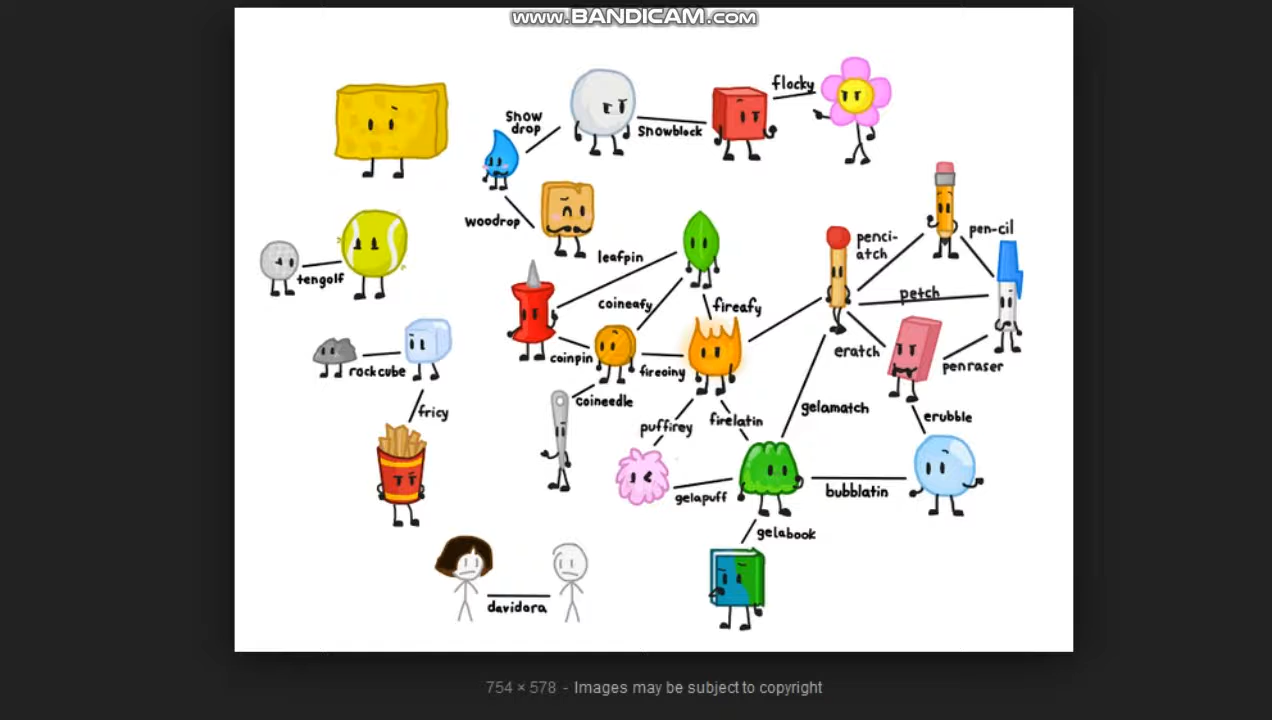 www.BANDICAM.com
flocky
Snow
drop
Snowblock
woodrop
leafpin
penci-
atch
pen-cil
tengolf
petch
coineafy
fireafy
rockcube
coinpin
fireoiny
eratch
penraser
coineedle
fricy
gelamatch
puffirey
firelatin
erubble
gelapuff
bubblatin
gelabook
davidora
754 × 578 - Images may be subject to copyright